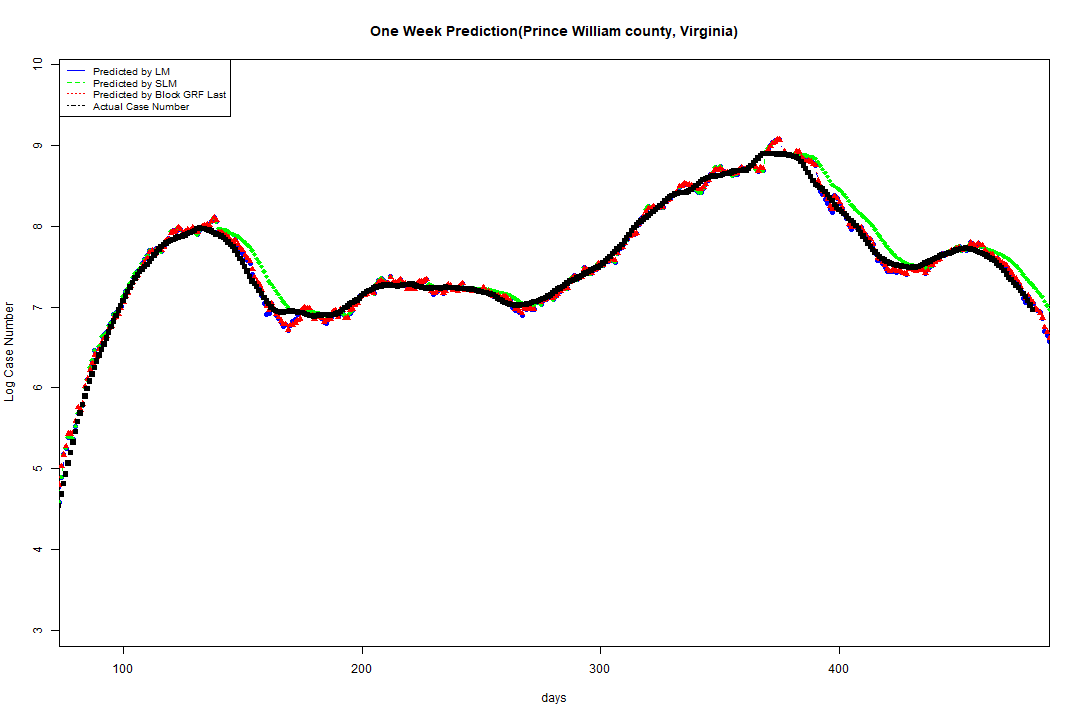 One Week Prediction(Prince William county, Virginia)
Predicted by LM
Predicted by SLM
Predicted by Block GRF Last
Actual Case Number
10
9
8
7
6
5
4
3
Log Case Number
100 200 300 400
days